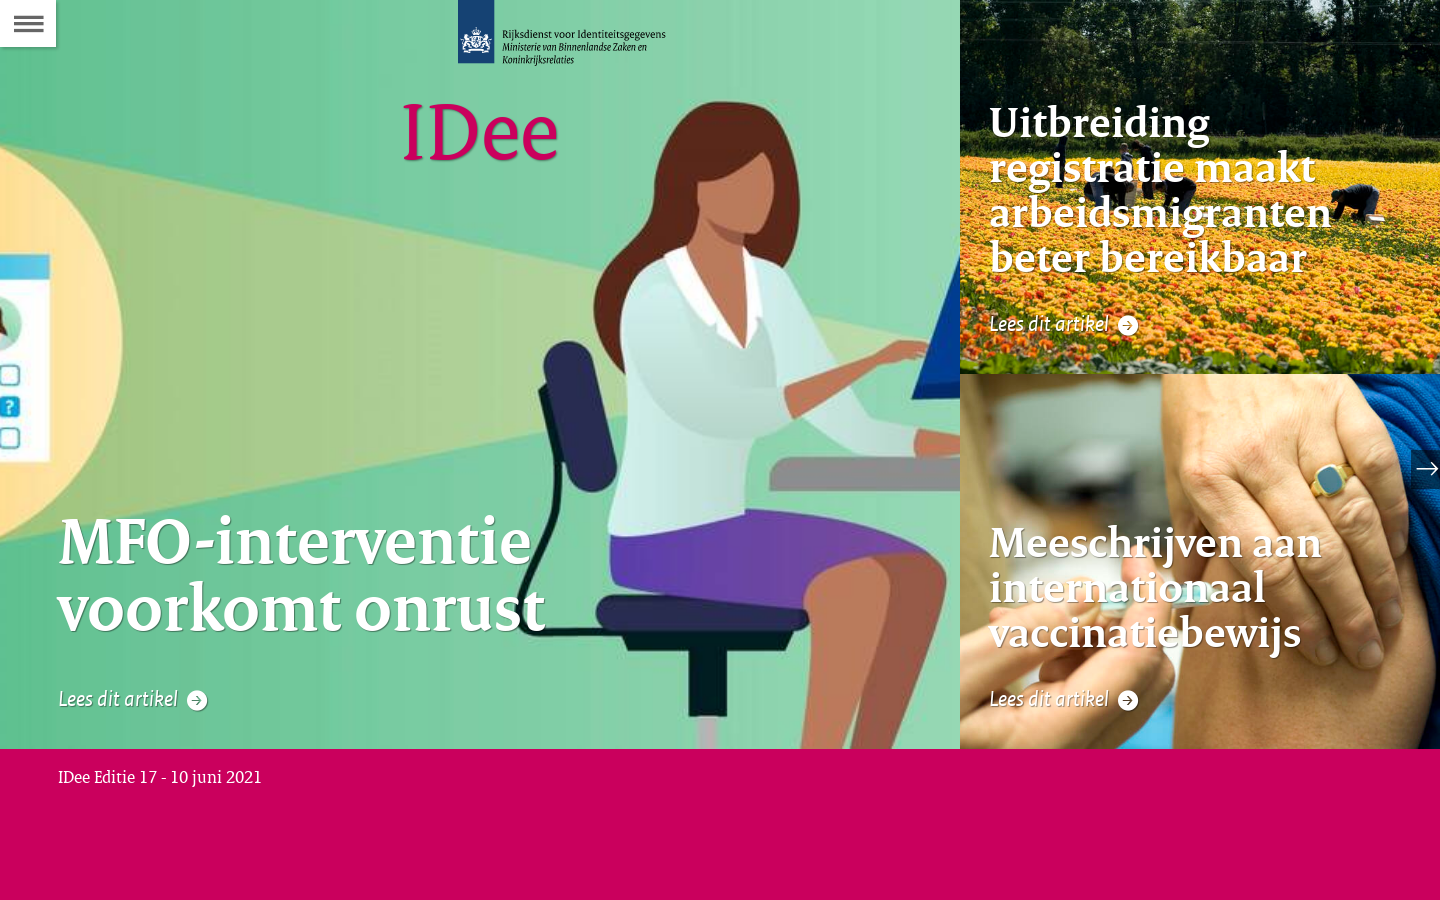 Rijksdienst voor Identiteitsgegevens
Ministerie van Binnenlandse Zaken en
Koninkrijksrelaties
IDee
MFO-interventie
voorkomt onrust
Lees dit artikel
Uitbreiding
registratie maakt
arbeidsmigranten
beter bereikbaar
Lees dit artikel
Meeschrijven aan
internationaal
vaccinatiebewijs
Lees dit artikel
IDee Editie 17 - 10 juni 2021